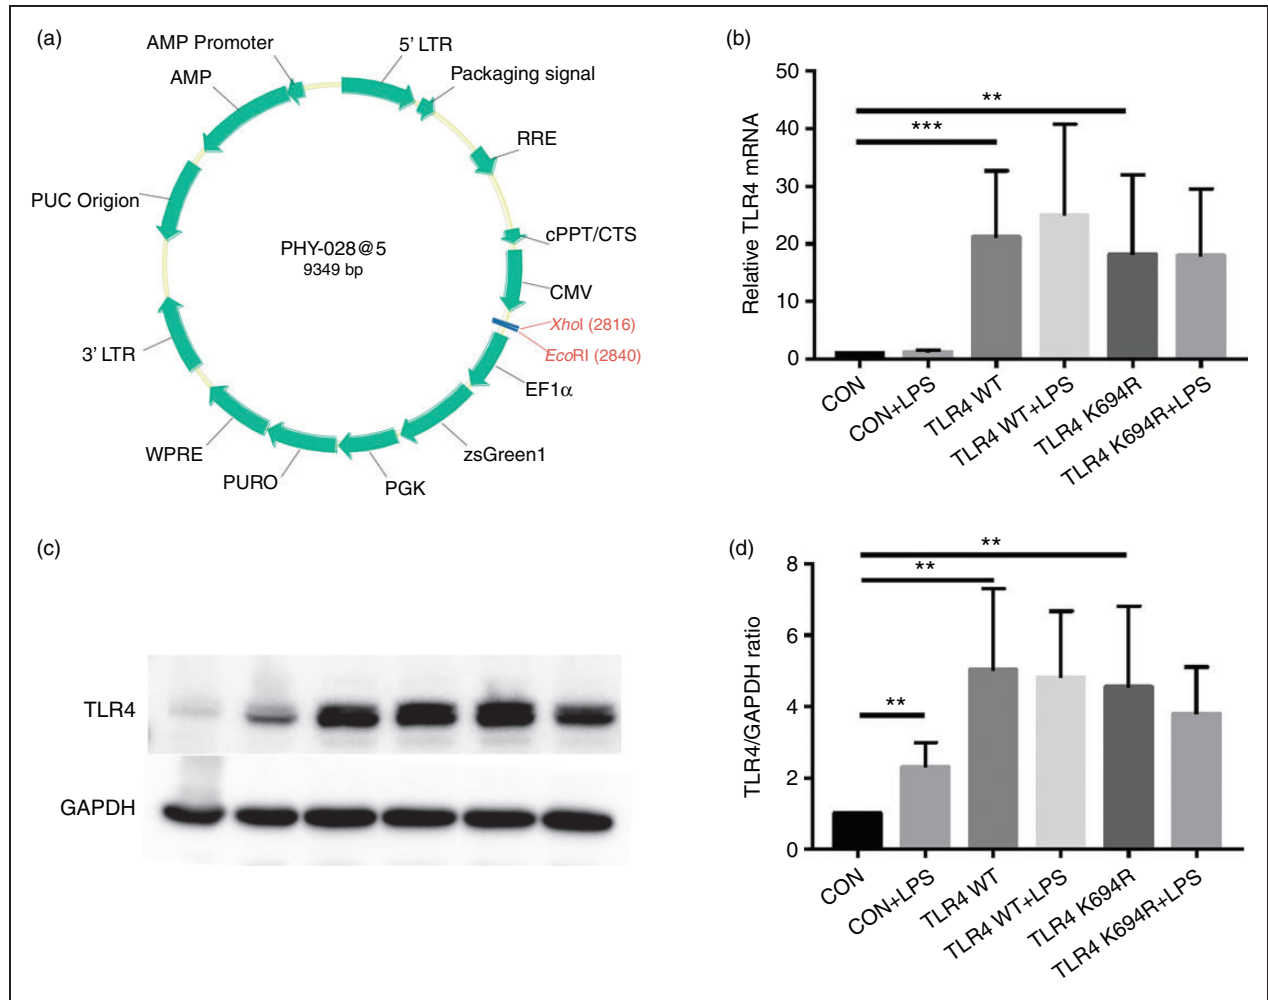 (a)
AMP Promoter
5' LTR
AMP
Packaging signal
RRE
PUC Origion
cPPT/CTS
PHY-028@5
9349 bp
CMV
XhoI (2816)
EcoRI (2840)
3' LTR
EF1α
WPRE
zsGreen1
PURO
PGK
(b)
50
40
30
20
10
0
Relative TLR4 mRNA
**
***
CON
CON+LPS
TLR4 WT
TLR4 WT+LPS
TLR4 K694R
TLR4 K694R+LPS
(c)
TLR4
GAPDH
(d)
8
6
4
2
0
TLR4/GAPDH ratio
**
**
**
CON
CON+LPS
TLR4 WT
TLR4 WT+LPS
TLR4 K694R
TLR4 K694R+LPS